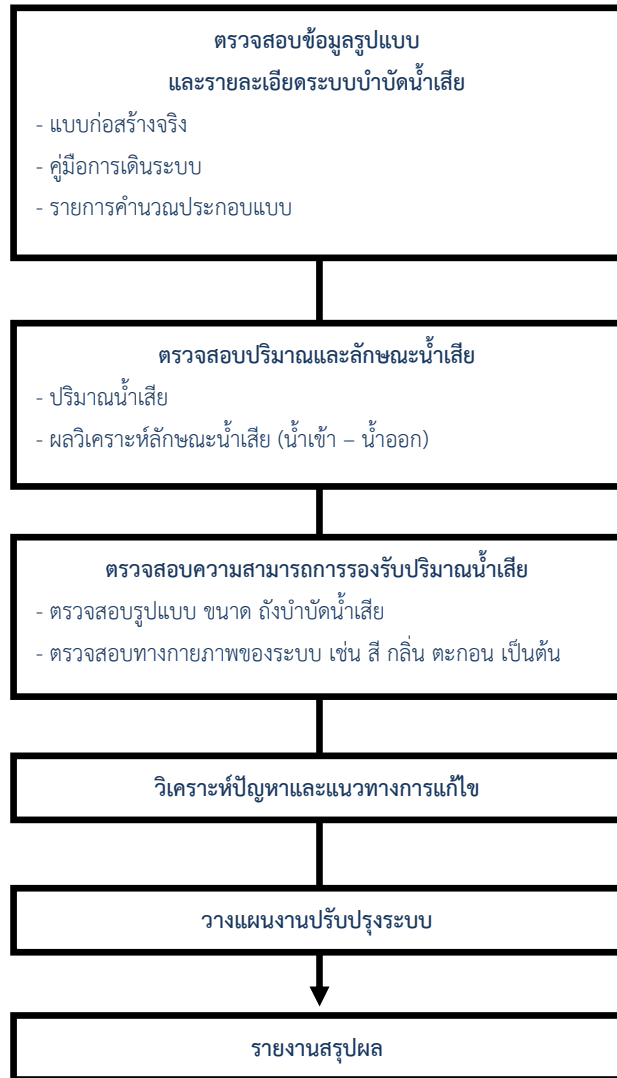 ตรวจสอบข้อมูลรูปแบบ
และรายละเอียดระบบบำบัดน้ำเสีย
- แบบก่อสร้างจริง
- คู่มือการเดินระบบ
- รายการคำนวณประกอบแบบ
ตรวจสอบปริมาณและลักษณะน้ำเสีย
- ปริมาณน้ำเสีย
- ผลวิเคราะห์ลักษณะน้ำเสีย (น้ำเข้า – น้ำออก)
ตรวจสอบความสามารถการรองรับปริมาณน้ำเสีย
- ตรวจสอบรูปแบบ ขนาด ถังบำบัดน้ำเสีย
- ตรวจสอบทางกายภาพของระบบ เช่น สี กลิ่น ตะกอน เป็นต้น
วิเคราะห์ปัญหาและแนวทางการแก้ไข
วางแผนงานปรับปรุงระบบ
รายงานสรุปผล